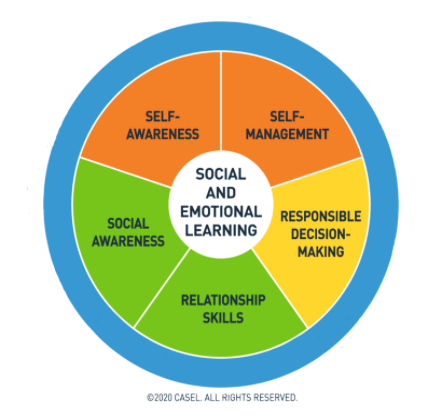 SELF-
AWARENESS
SELF-
MANAGEMENT
SOCIAL
AND
EMOTIONAL
LEARNING
SOCIAL
AWARENESS
RESPONSIBLE
DECISION-
MAKING
RELATIONSHIP
SKILLS
©2020 CASEL. ALL RIGHTS RESERVED.